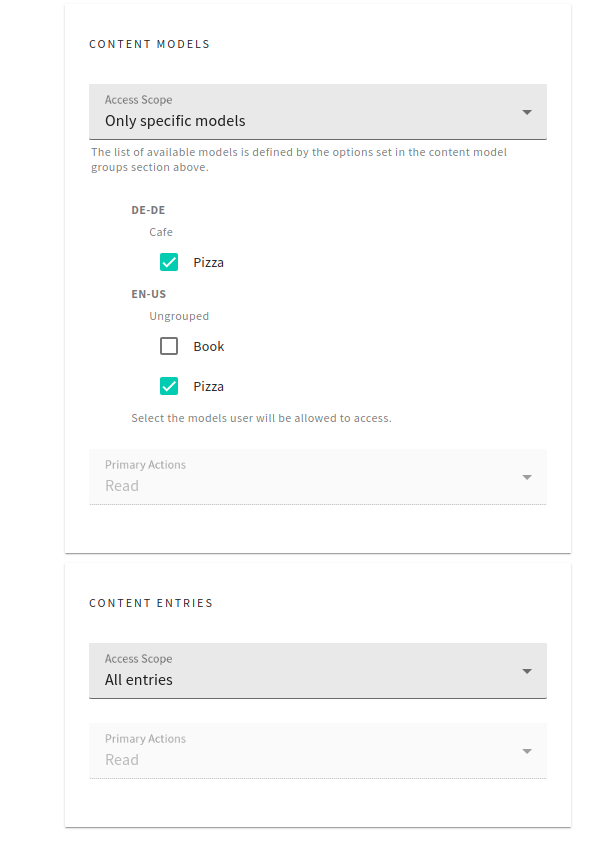 CONTENT MODELS
Access Scope
Only specific models
The list of available models is defined by the options set in the content model
groups section above.
DE-DE
Cafe
Pizza
EN-US
Ungrouped
Book
Pizza
Select the models user will be allowed to access.
Primary Actions
Read
CONTENT ENTRIES
Access Scope
All entries
Primary Actions
Read